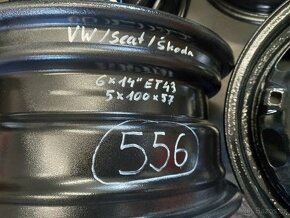 VW/Seat/Škoda
6x14" ET43
5x100x57
556